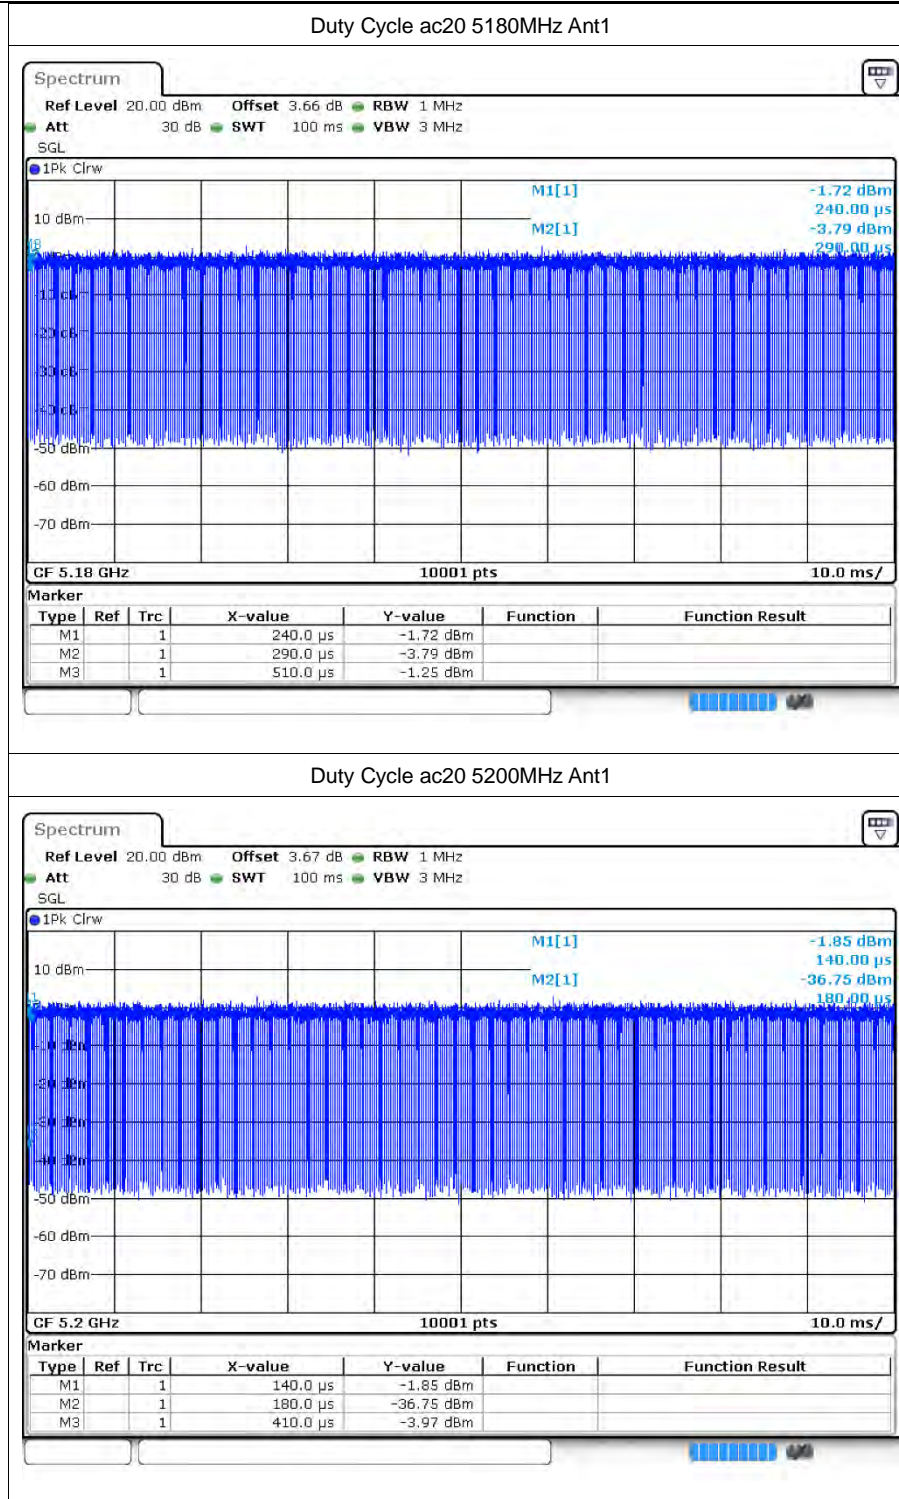 Duty Cycle ac20 5180MHz Ant1
Spectrum
Ref Level 20.00 dBm Offset 3.66 dB RBW 1 MHz
Att 30 dB SWT 100 ms VBW 3 MHz
SGL
1Pk Clrw
M1[1] -1.72 dBm
240.00 µs
10 dBm
M2[1] -3.79 dBm
290.00 µs
-50 dBm
-60 dBm
-70 dBm
CF 5.18 GHz 10001 pts 10.0 ms/
Marker
Type Ref Trc X-value Y-value Function Function Result
M1 1 240.0 µs -1.72 dBm
M2 1 290.0 µs -3.79 dBm
M3 1 510.0 µs -1.25 dBm
Duty Cycle ac20 5200MHz Ant1
Spectrum
Ref Level 20.00 dBm Offset 3.67 dB RBW 1 MHz
Att 30 dB SWT 100 ms VBW 3 MHz
SGL
1Pk Clrw
M1[1] -1.85 dBm
140.00 µs
10 dBm
M2[1] -36.75 dBm
180.00 µs
-50 dBm
-60 dBm
-70 dBm
CF 5.2 GHz 10001 pts 10.0 ms/
Marker
Type Ref Trc X-value Y-value Function Function Result
M1 1 140.0 µs -1.85 dBm
M2 1 180.0 µs -36.75 dBm
M3 1 410.0 µs -3.97 dBm